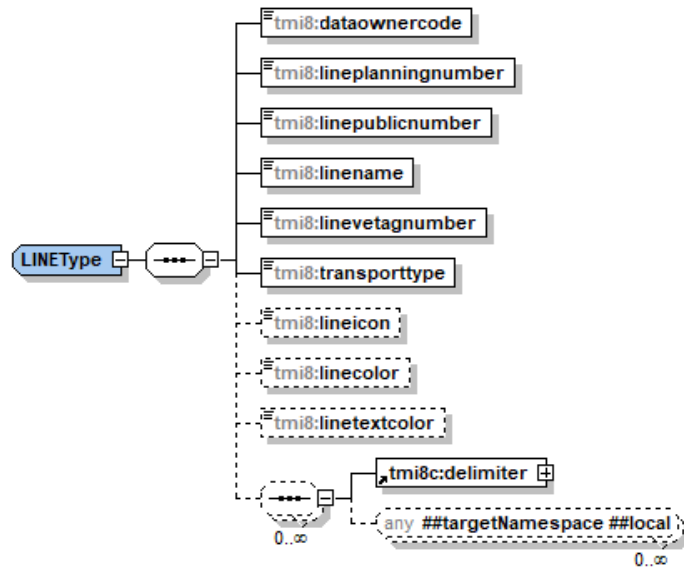 tmi8:dataownercode
tmi8:lineplanningnumber
tmi8:linepublicnumber
tmi8:linename
tmi8:linevetagnumber
LINEType
tmi8:transporttype
tmi8:lineicon
tmi8:linecolor
tmi8:linetextcolor
tmi8c:delimiter
any ##targetNamespace ##local
0..∞
0..∞